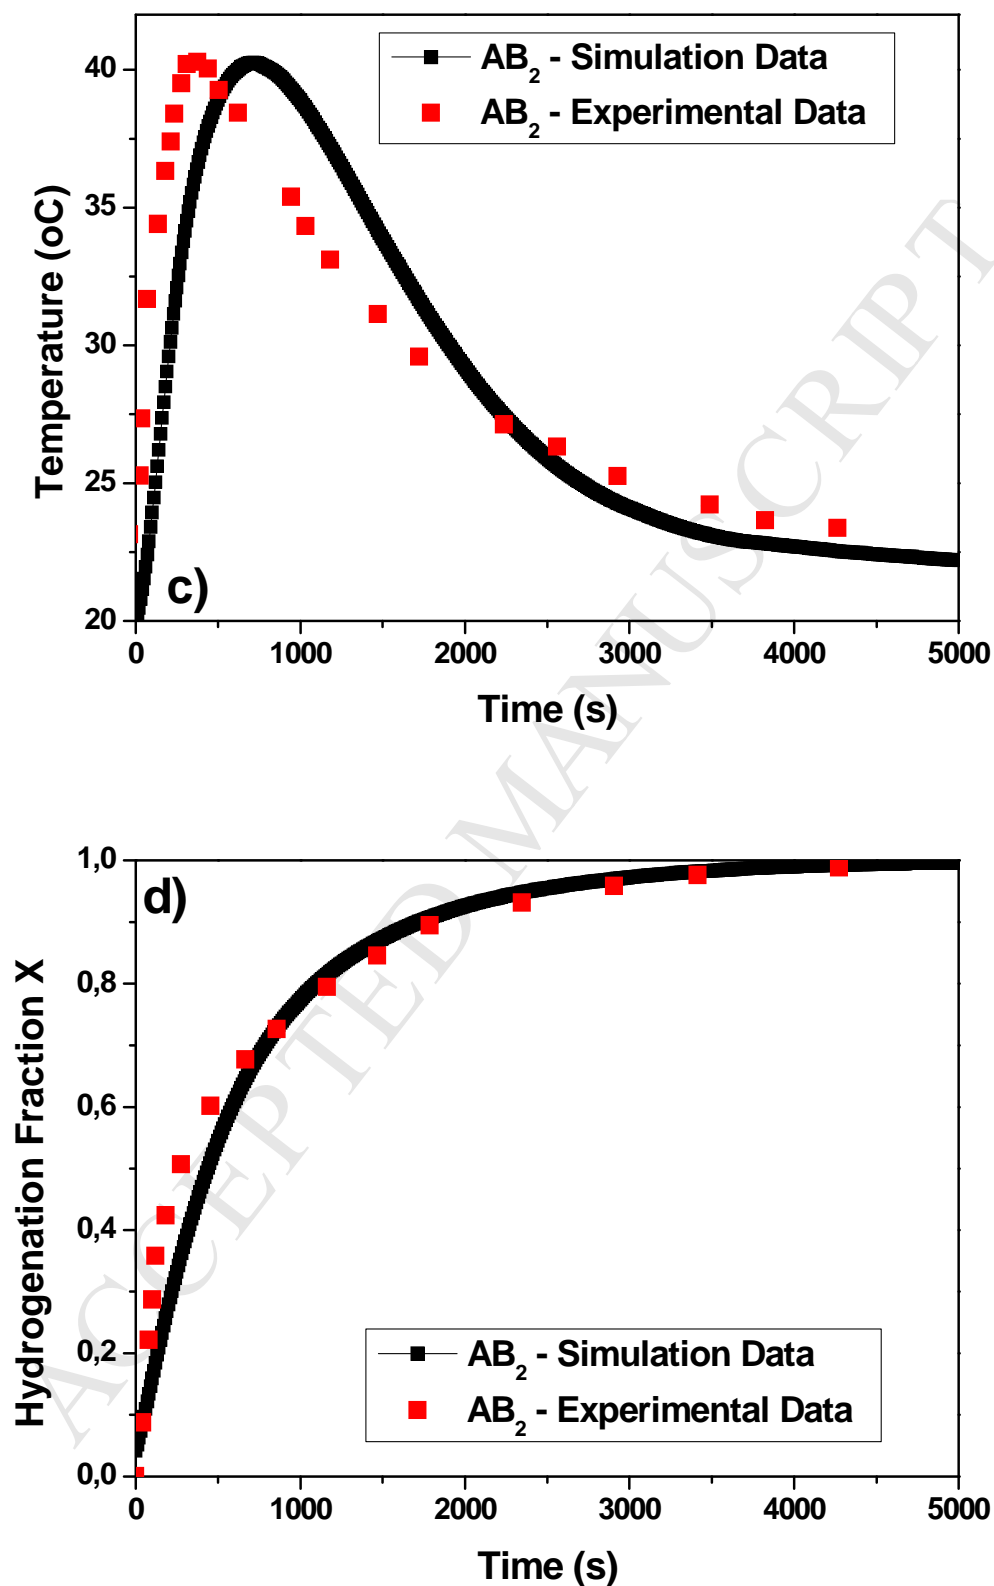 AB2 - Simulation Data
AB2 - Experimental Data
40
35
30
25
20
Temperature (oC)
c)
0 1000 2000 3000 4000 5000
Time (s)
ACCEPTED MANUSCRIPT
1,0
0,8
0,6
0,4
0,2
0,0
Hydrogenation Fraction X
d)
AB2 - Simulation Data
AB2 - Experimental Data
0 1000 2000 3000 4000 5000
Time (s)